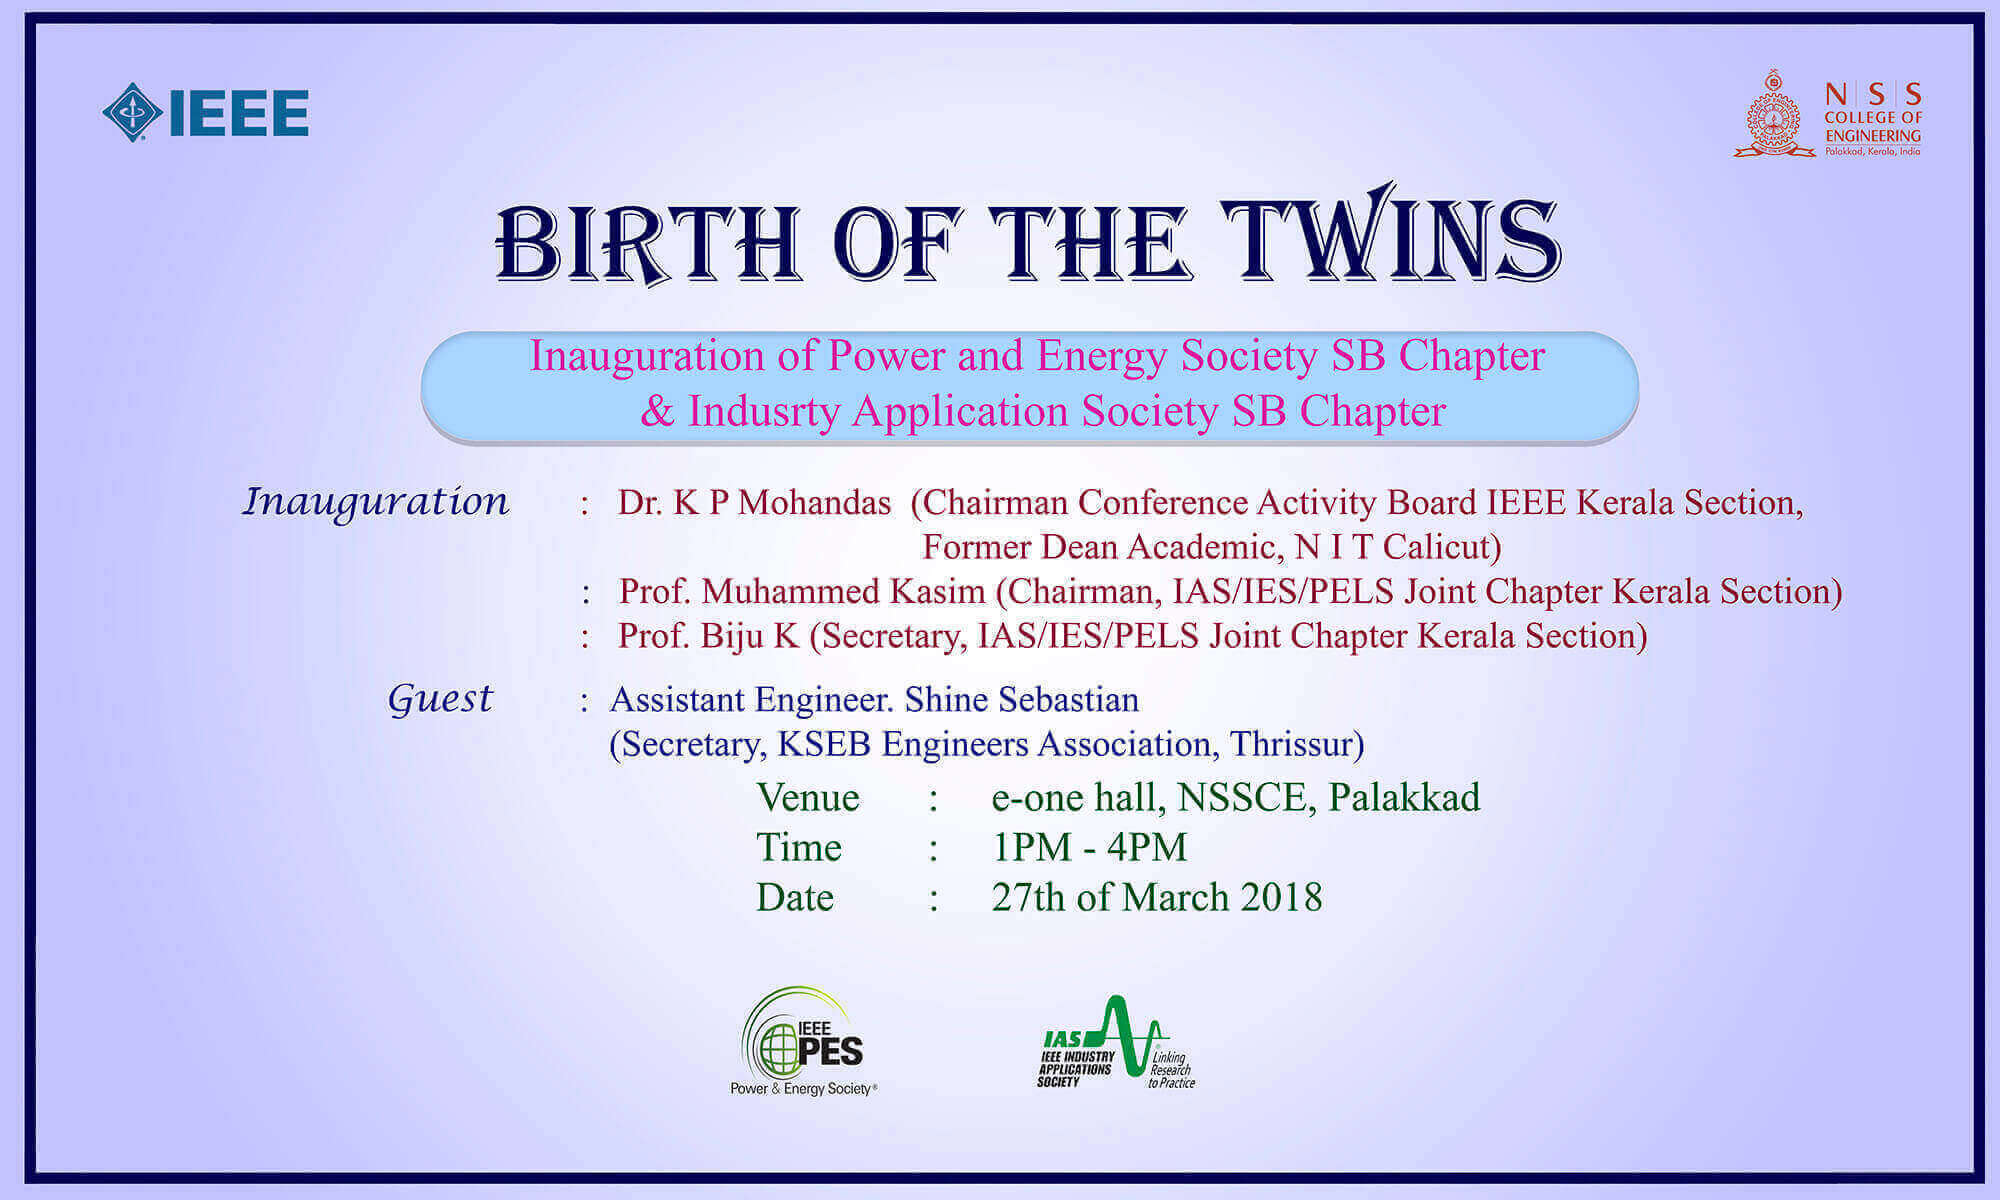 IEEE
N|S|S
COLLEGE OF
ENGINEERING
Palakkad, Kerala, India
BIRTH OF THE TWINS
Inauguration of Power and Energy Society SB Chapter
& Indusrty Application Society SB Chapter
Inauguration : Dr. K P Mohandas (Chairman Conference Activity Board IEEE Kerala Section,
Former Dean Academic, N I T Calicut)
: Prof. Muhammed Kasim (Chairman, IAS/IES/PELS Joint Chapter Kerala Section)
: Prof. Biju K (Secretary, IAS/IES/PELS Joint Chapter Kerala Section)
Guest : Assistant Engineer. Shine Sebastian
(Secretary, KSEB Engineers Association, Thrissur)
Venue : e-one hall, NSSCE, Palakkad
Time : 1PM - 4PM
Date : 27th of March 2018
IEEE
PES
Power & Energy Society®
IAS
IEEE INDUSTRY
APPLICATIONS
SOCIETY
Linking
Research
to Practice